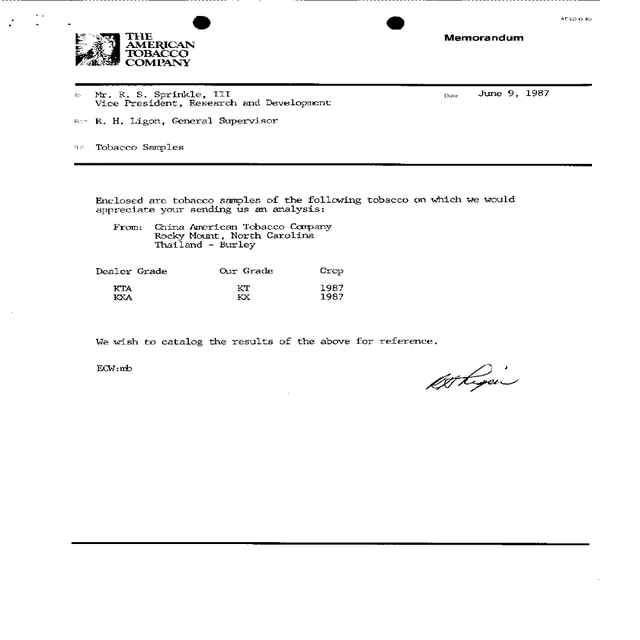 THE
AMERICAN
TOBACCO
COMPANY
Memorandum
To Mr. R. S. Sprinkle, III
Vice President, Research and Development
Date June 9, 1987
From R. H. Ligon, General Supervisor
Tobacco Samples
Enclosed are tobacco samples of the following tobacco on which we would
appreciate your sending us an analysis:
From: China American Tobacco Company
Rocky Mount, North Carolina
Thailand - Burley
Dealer Grade Our Grade Crop
KTA KT 1987
KXA KX 1987
We wish to catalog the results of the above for reference.
ECW:mb
RH Ligon